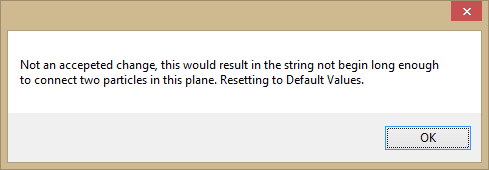 Not an accepeted change, this would result in the string not begin long enough
to connect two particles in this plane. Resetting to Default Values.
OK